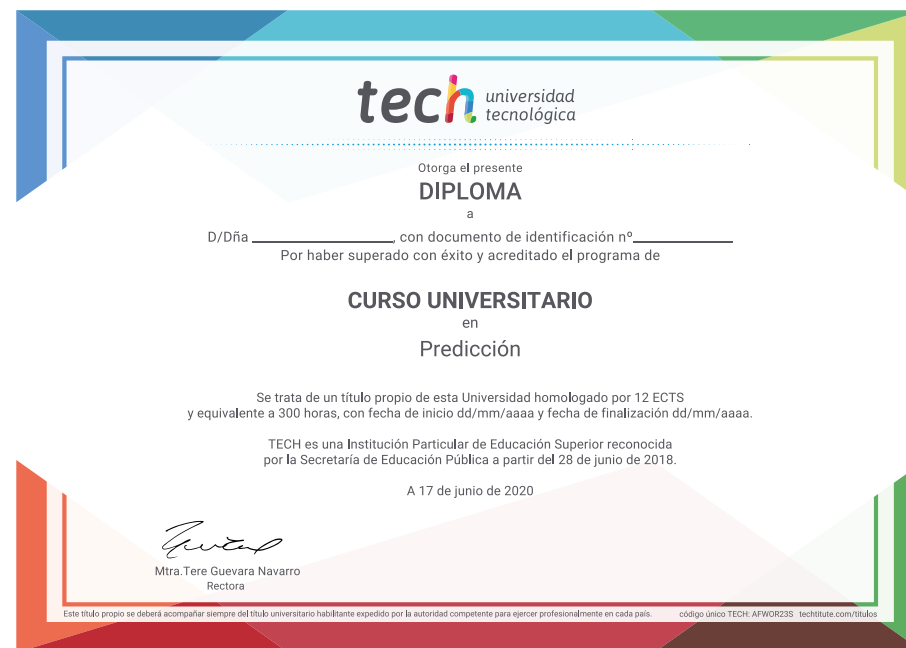 tech universidad
tecnológica
Otorga el presente
DIPLOMA
a
D/Dña ____________________, con documento de identificación nº______________
Por haber superado con éxito y acreditado el programa de
CURSO UNIVERSITARIO
en
Predicción
Se trata de un título propio de esta Universidad homologado por 12 ECTS
y equivalente a 300 horas, con fecha de inicio dd/mm/aaaa y fecha de finalización dd/mm/aaaa.
TECH es una Institución Particular de Educación Superior reconocida
por la Secretaría de Educación Pública a partir del 28 de junio de 2018.
A 17 de junio de 2020
Mtra.Tere Guevara Navarro
Rectora
Este título propio se deberá acompañar siempre del título universitario habilitante expedido por la autoridad competente para ejercer profesionalmente en cada país. código único TECH: AFWOR23S techtitute.com/titulos